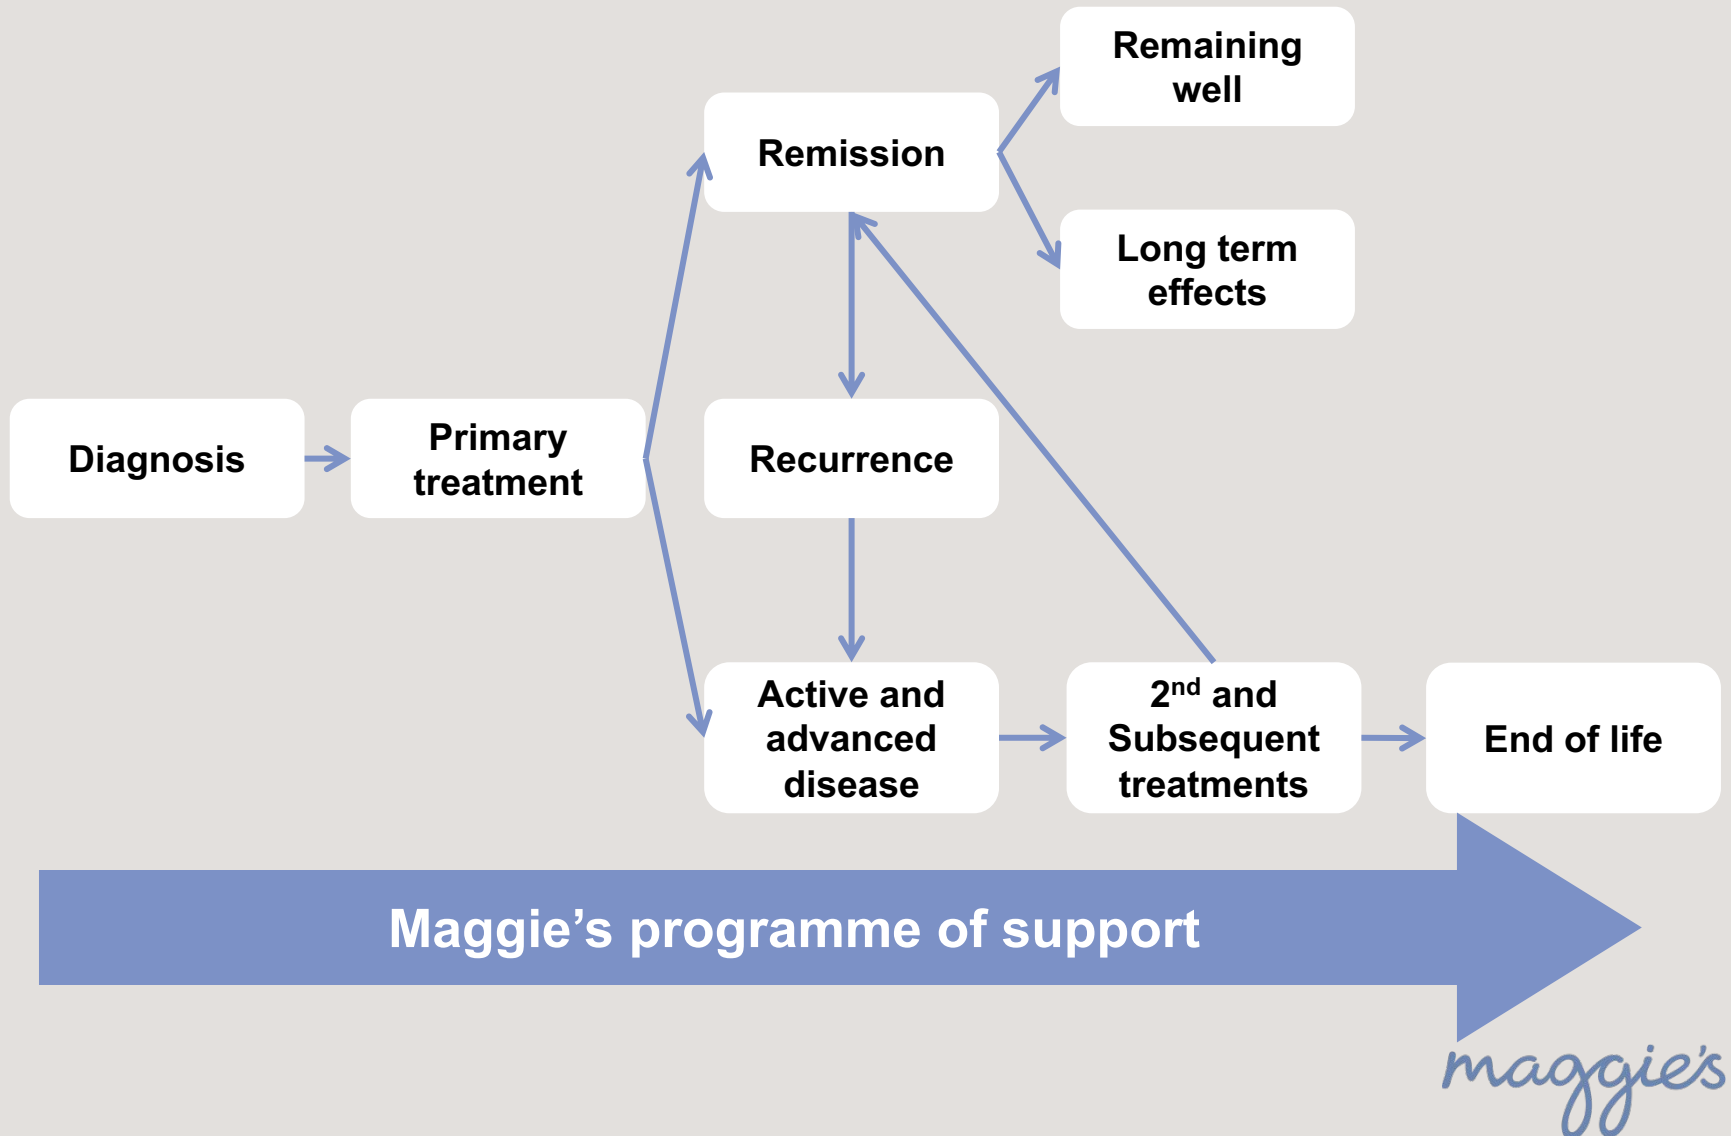 Remaining
well
Remission
Long term
effects
Diagnosis
Primary
treatment
Recurrence
Active and
advanced
disease
2nd and
Subsequent
treatments
End of life
Maggie’s programme of support
maggie's